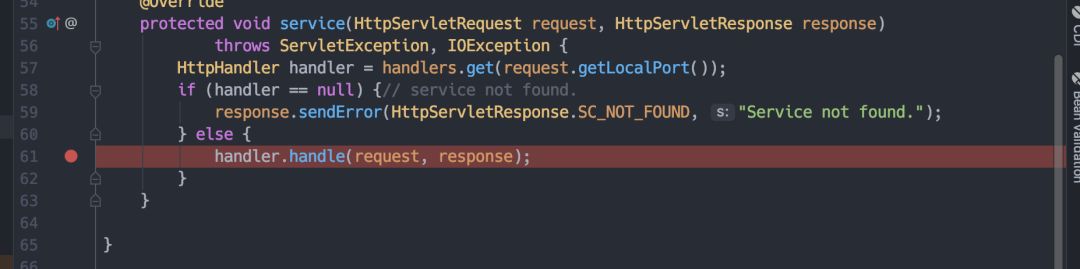 54 @Override
55 @ protected void service(HttpServletRequest request, HttpServletResponse response)
56 throws ServletException, IOException {
57 HttpHandler handler = handlers.get(request.getLocalPort());
58 if (handler == null) {// service not found.
59 response.sendError(HttpServletResponse.SC_NOT_FOUND, s: "Service not found.");
60 } else {
61 handler.handle(request, response);
62 }
63 }
64
65 }
66
CDI
Bean Validation